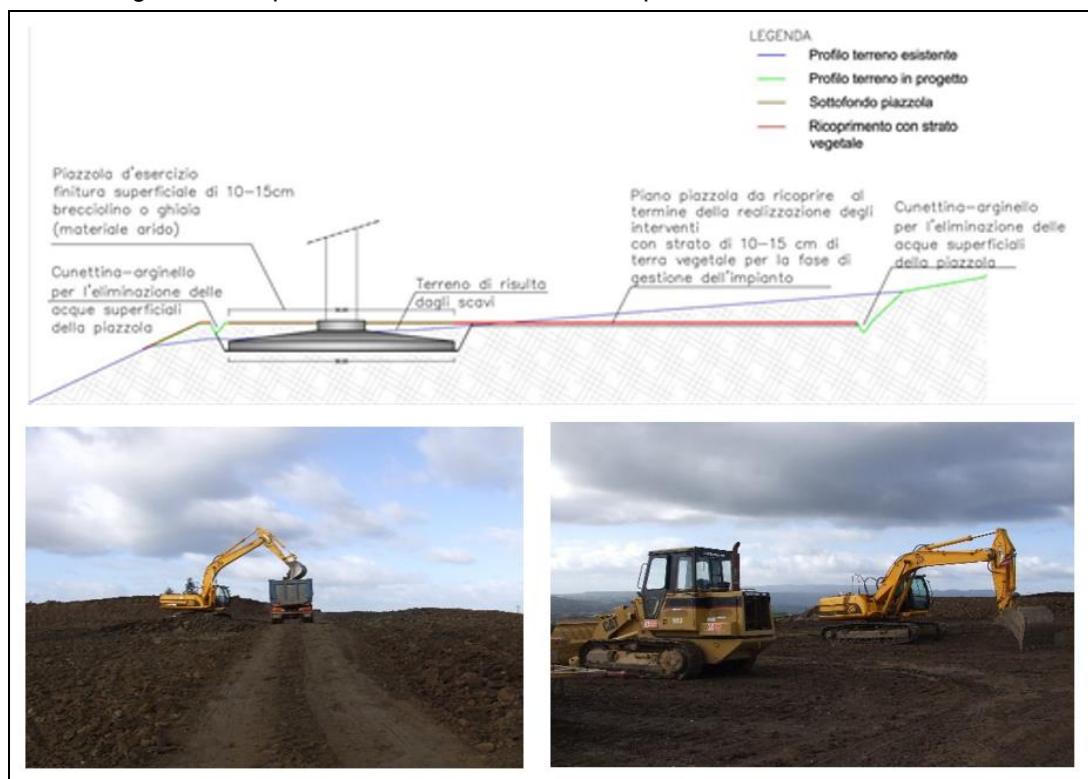 LEGENDA
Profilo terreno esistente
Profilo terreno in progetto
Sottofondo piazzola
Ricoprimento con strato
vegetale
Piazzola d'esercizio
finitura superficiale di 10-15cm
brecciolino o ghiaia
(materiale arido)
Cunettina-arginello
per l'eliminazione delle
acque superficiali
della piazzola
Terreno di risulta
dagli scavi
Piano piazzola da ricoprire al
termine della realizzazione degli
interventi
con strato di 10-15 cm di
terra vegetale per la fase di
gestione dell'impianto
Cunettina-arginello
per l'eliminazione delle
acque superficiali
della piazzola
CAT